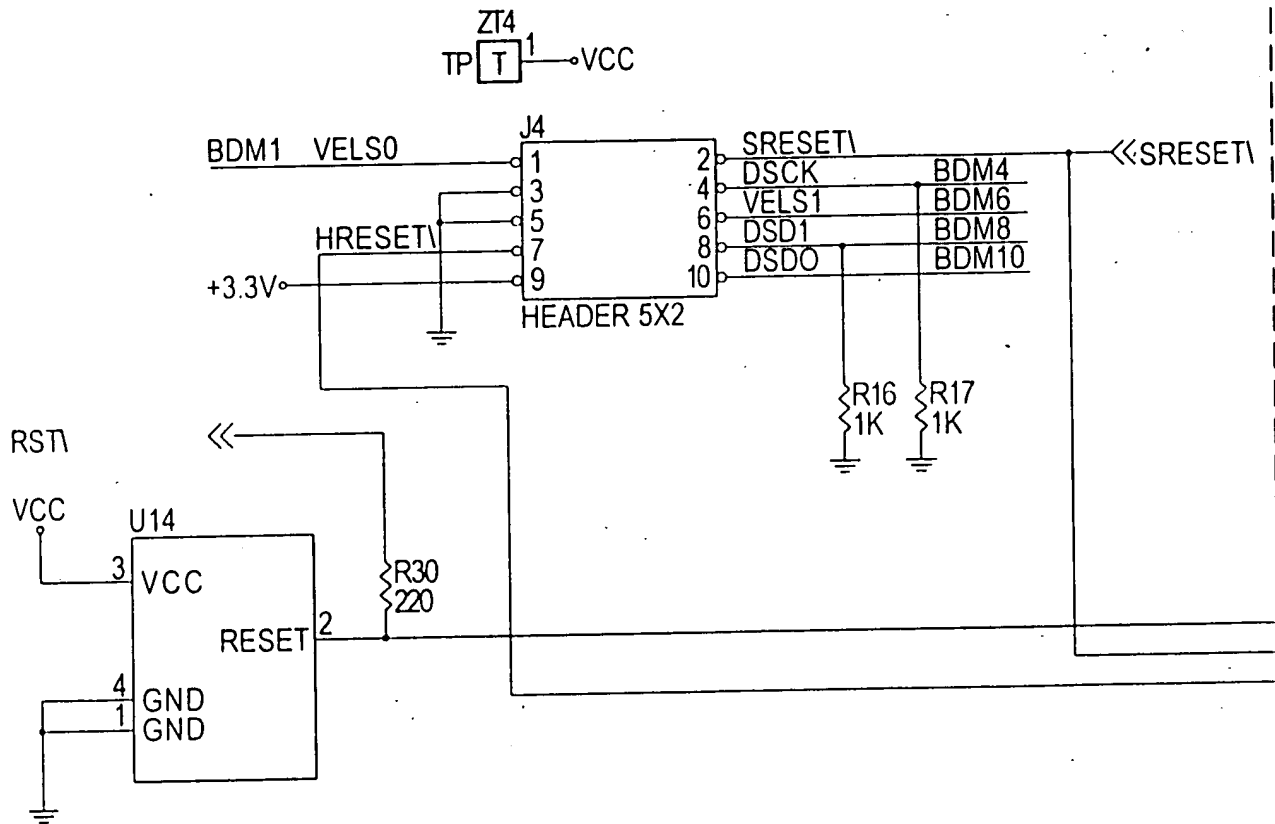 ZT4
TP T 1 VCC
J4
BDM1 VELS0 1
3
5
HRESET\ 7
+3.3V 9
2 SRESET\ SRESET\
4 DSCK BDM4
6 VELS1 BDM6
8 DSD1 BDM8
10 DSDO BDM10
HEADER 5X2
R16
1K
R17
1K
RST\
VCC
U14
3 VCC
R30
220
RESET 2
4 GND
1 GND